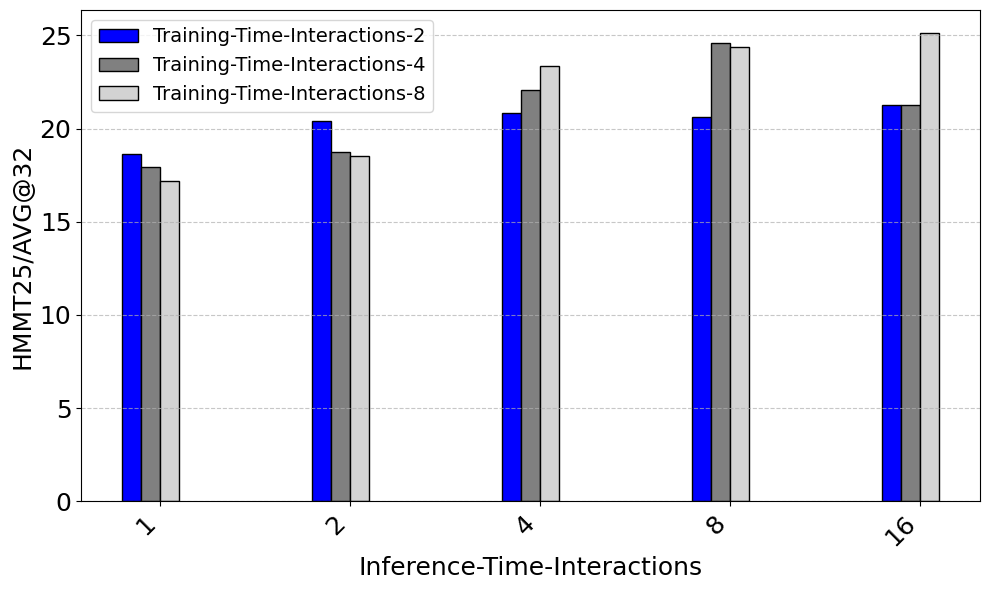 Training-Time-Interactions-2
Training-Time-Interactions-4
Training-Time-Interactions-8
HMMT25/AVG@32
25
20
15
10
5
0
1
2
4
8
16
Inference-Time-Interactions